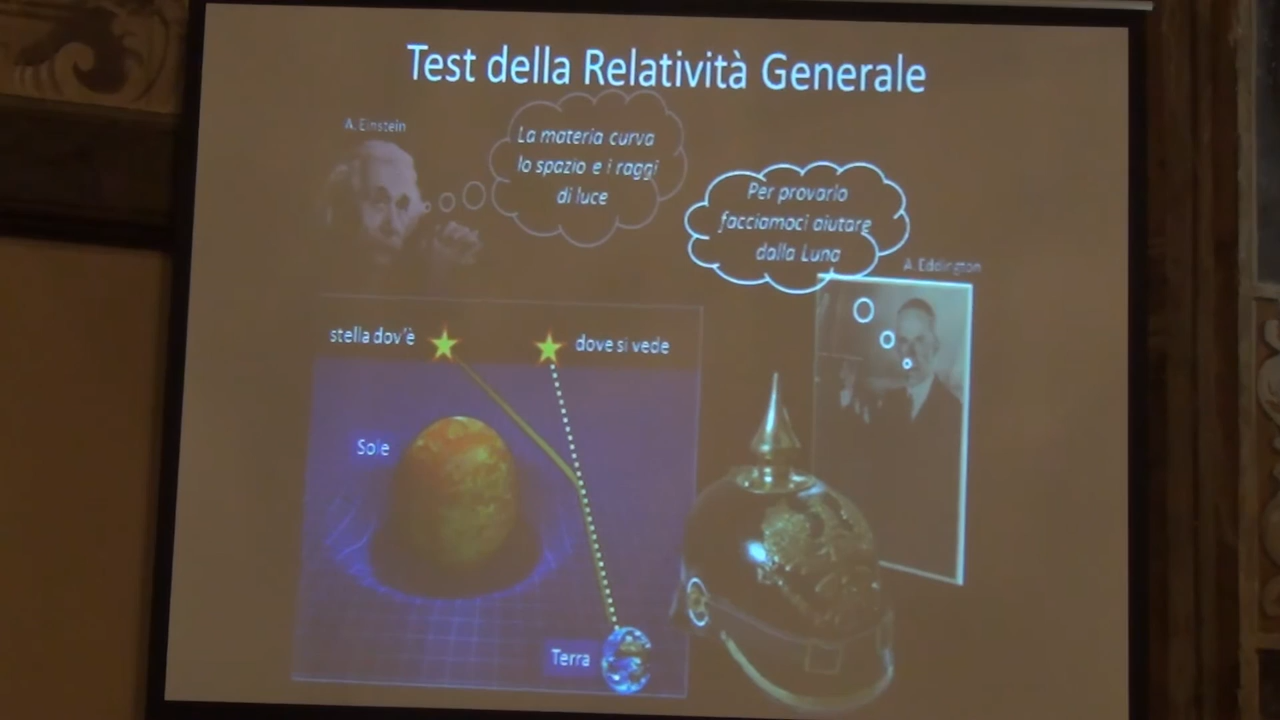 Test della Relatività Generale
A. Einstein
La materia curva
lo spazio e i raggi
di luce
Per provarlo
facciamoci aiutare
dalla Luna
A. Eddington
stella dov'è
dove si vede
Sole
Terra